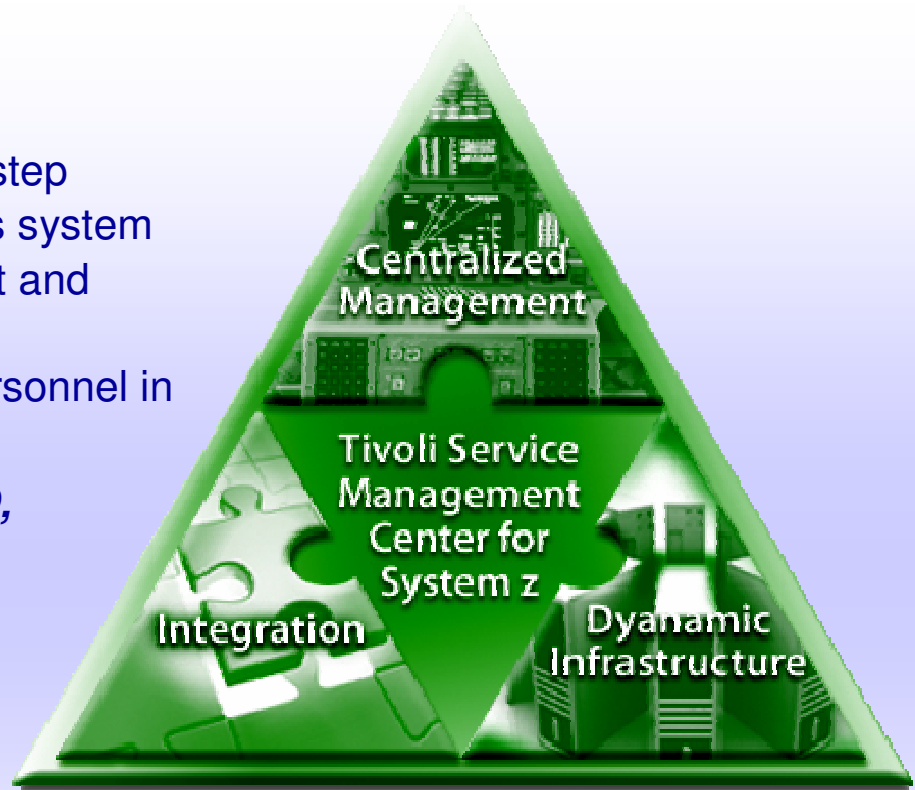 step
s system
t and
rsonnel in
,
Centralized
Management
Tivoli Service
Management
Center for
System z
Integration
Dyanamic
Infrastructure